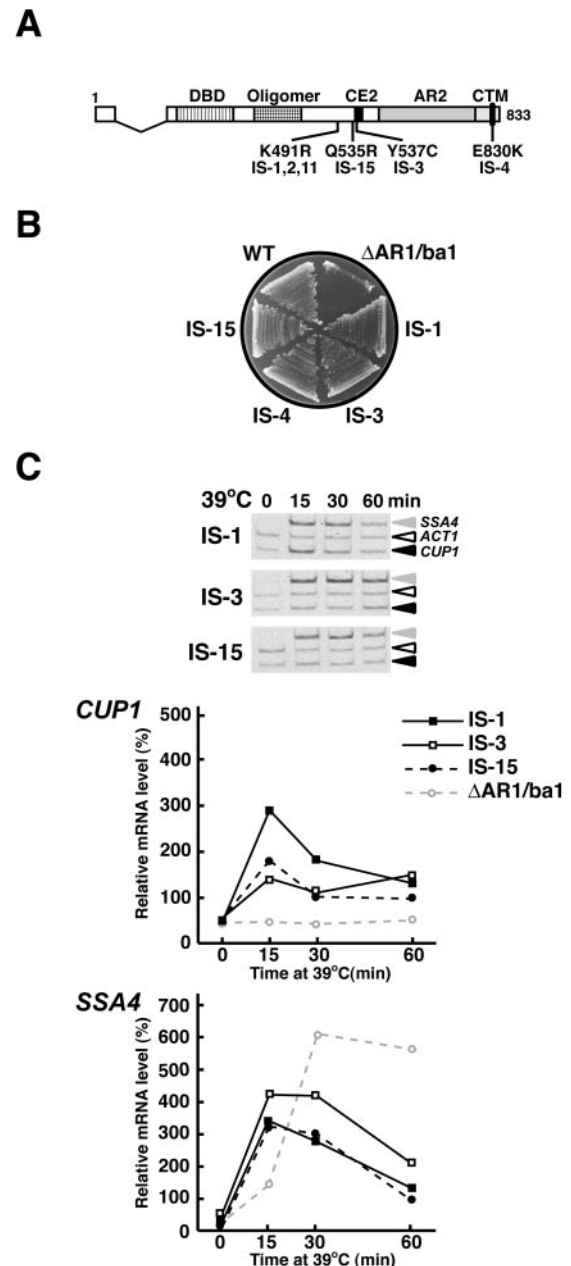 A
1
DBD Oligomer CE2 AR2 CTM
833
K491R Q535R Y537C E830K
IS-1,2,11 IS-15 IS-3 IS-4
B
WT ΔAR1/ba1
IS-15 IS-1
IS-4 IS-3
C
39°C 0 15 30 60 min
SSA4
IS-1 ACT1
CUP1
IS-3
IS-15
CUP1
500
400
300
200
100
0
Relative mRNA level (%)
0 15 30 60
Time at 39°C(min)
IS-1
IS-3
IS-15
ΔAR1/ba1
SSA4
700
600
500
400
300
200
100
0
Relative mRNA level (%)
0 15 30 60
Time at 39°C(min)